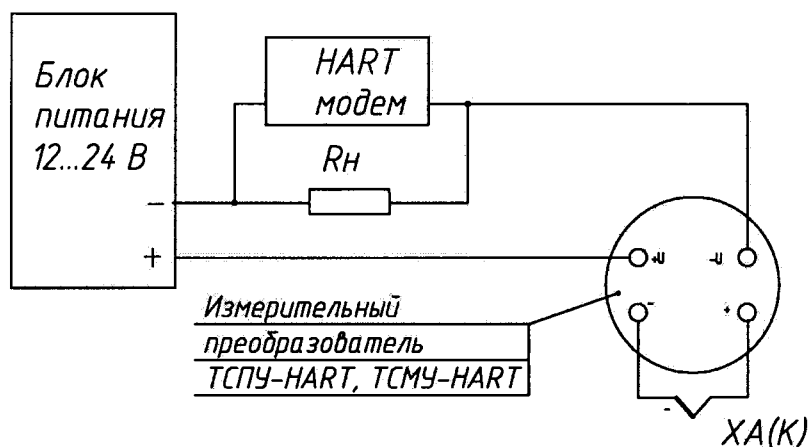 Блок
питания
12...24 В
HART
модем
Rн
−
+
+U
-U
-
+
Измерительный
преобразователь
ТСПУ-HART, ТСМУ-HART
-
ХА(К)